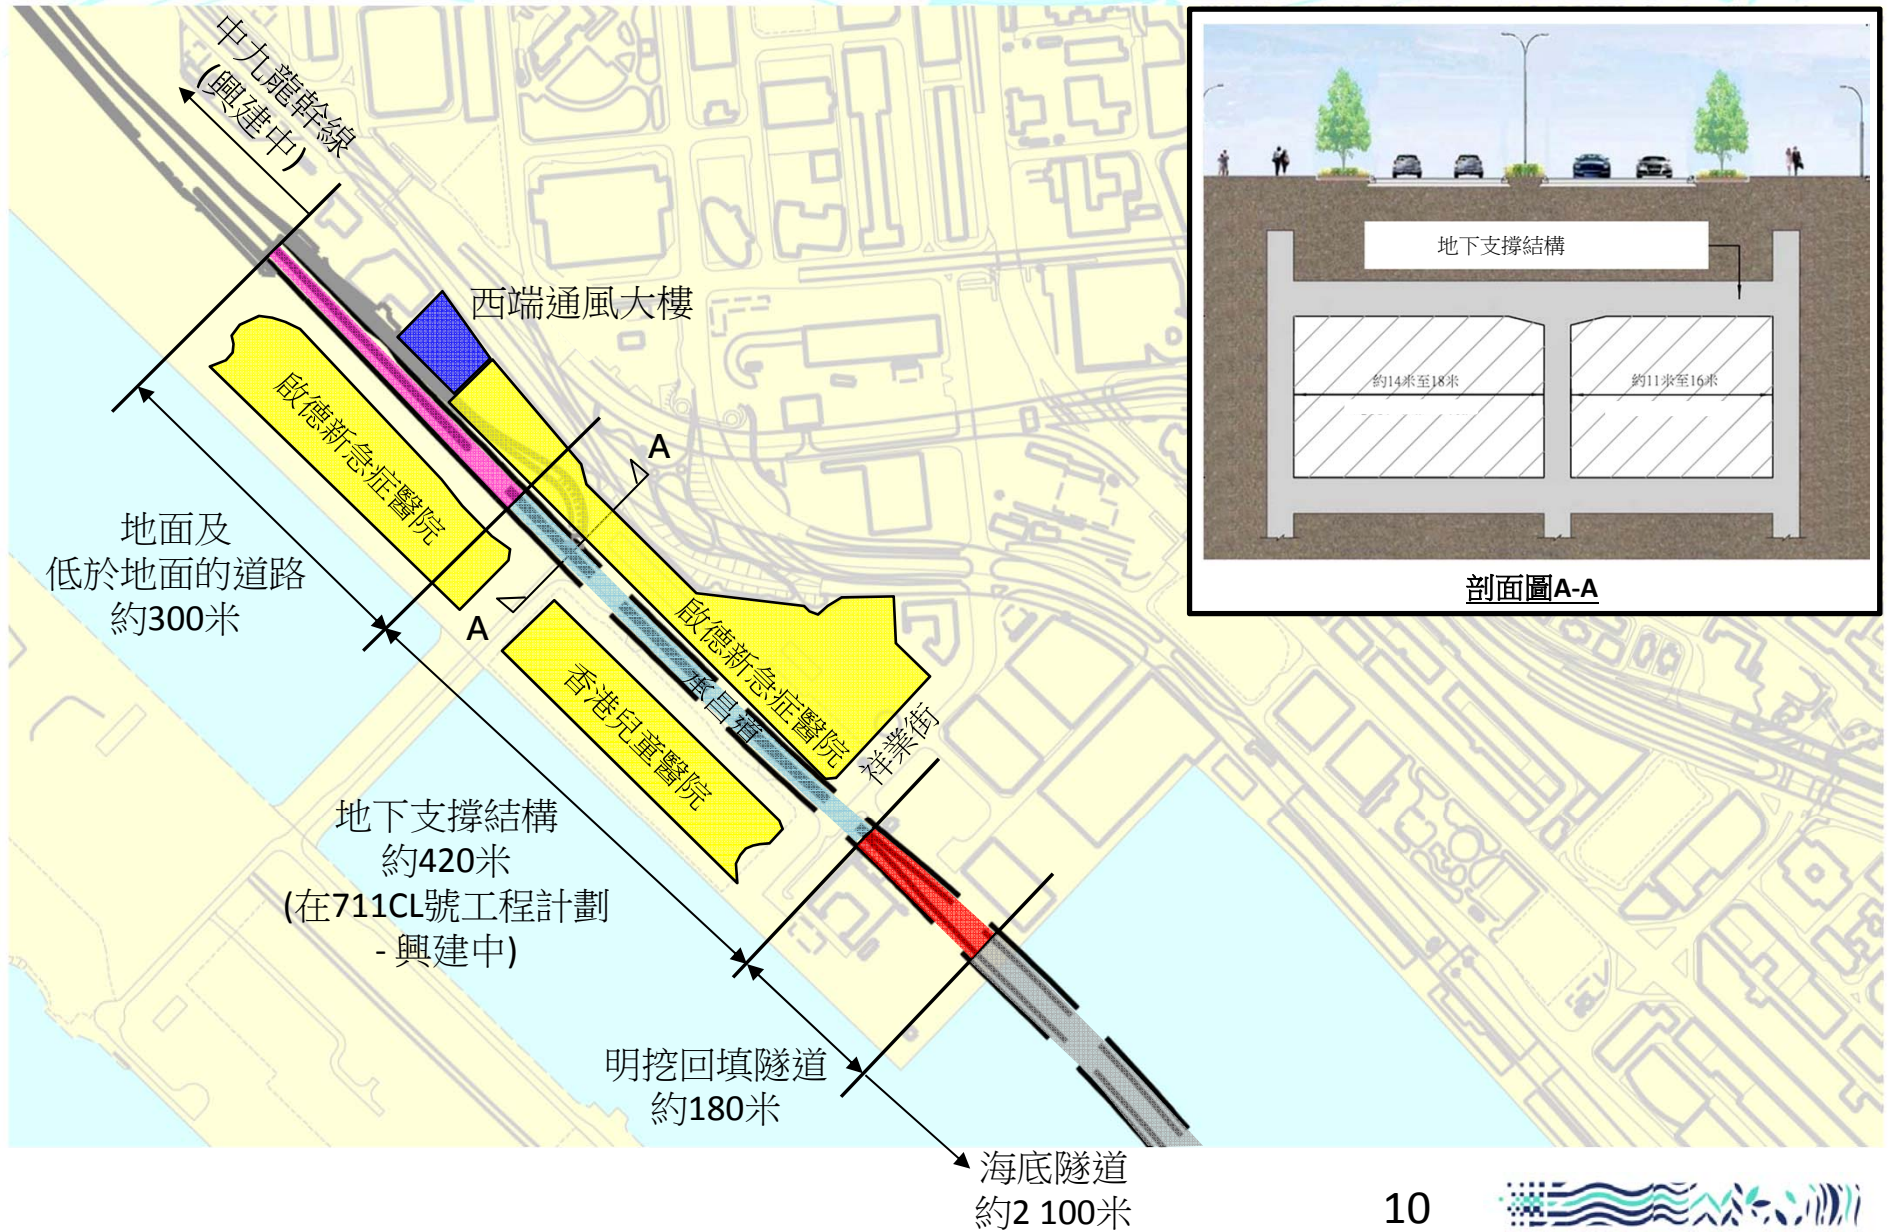 中九龍幹線
(興建中)
西端通風大樓
啟德新急症醫院
A
地面及
低於地面的道路
約300米
A
啟德新急症醫院
承昌道
香港兒童醫院
祥業街
地下支撐結構
約420米
(在711CL號工程計劃
- 興建中)
明挖回填隧道
約180米
海底隧道
約2 100米
地下支撐結構
約14米至18米
約11米至16米
剖面圖A-A
10